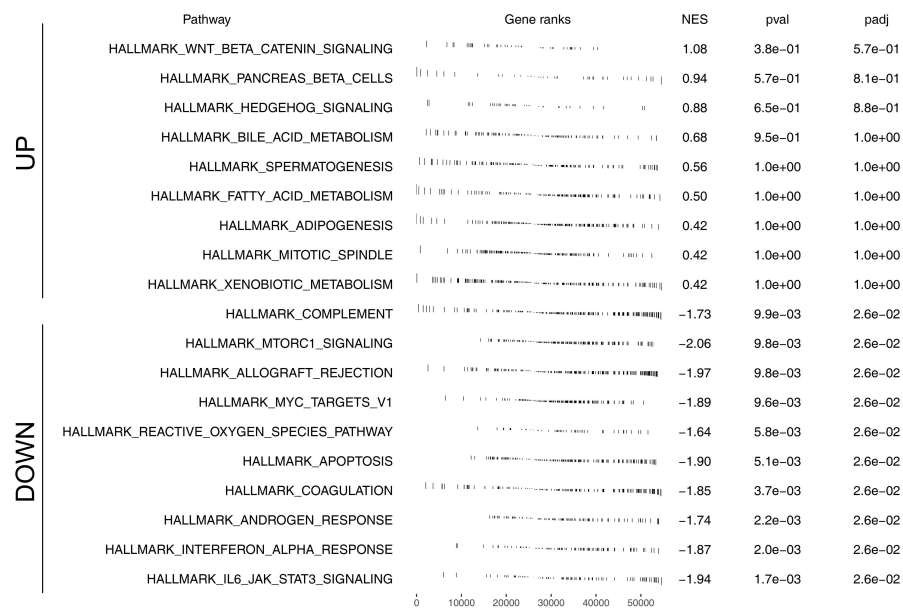 Pathway Gene ranks NES pval padj
HALLMARK_WNT_BETA_CATENIN_SIGNALING 1.08 3.8e−01 5.7e−01
HALLMARK_PANCREAS_BETA_CELLS 0.94 5.7e−01 8.1e−01
HALLMARK_HEDGEHOG_SIGNALING 0.88 6.5e−01 8.8e−01
HALLMARK_BILE_ACID_METABOLISM 0.68 9.5e−01 1.0e+00
UP
HALLMARK_SPERMATOGENESIS 0.56 1.0e+00 1.0e+00
HALLMARK_FATTY_ACID_METABOLISM 0.50 1.0e+00 1.0e+00
HALLMARK_ADIPOGENESIS 0.42 1.0e+00 1.0e+00
HALLMARK_MITOTIC_SPINDLE 0.42 1.0e+00 1.0e+00
HALLMARK_XENOBIOTIC_METABOLISM 0.42 1.0e+00 1.0e+00
HALLMARK_COMPLEMENT −1.73 9.9e−03 2.6e−02
HALLMARK_MTORC1_SIGNALING −2.06 9.8e−03 2.6e−02
HALLMARK_ALLOGRAFT_REJECTION −1.97 9.8e−03 2.6e−02
HALLMARK_MYC_TARGETS_V1 −1.89 9.6e−03 2.6e−02
HALLMARK_REACTIVE_OXYGEN_SPECIES_PATHWAY −1.64 5.8e−03 2.6e−02
DOWN
HALLMARK_APOPTOSIS −1.90 5.1e−03 2.6e−02
HALLMARK_COAGULATION −1.85 3.7e−03 2.6e−02
HALLMARK_ANDROGEN_RESPONSE −1.74 2.2e−03 2.6e−02
HALLMARK_INTERFERON_ALPHA_RESPONSE −1.87 2.0e−03 2.6e−02
HALLMARK_IL6_JAK_STAT3_SIGNALING −1.94 1.7e−03 2.6e−02
0 10000 20000 30000 40000 50000